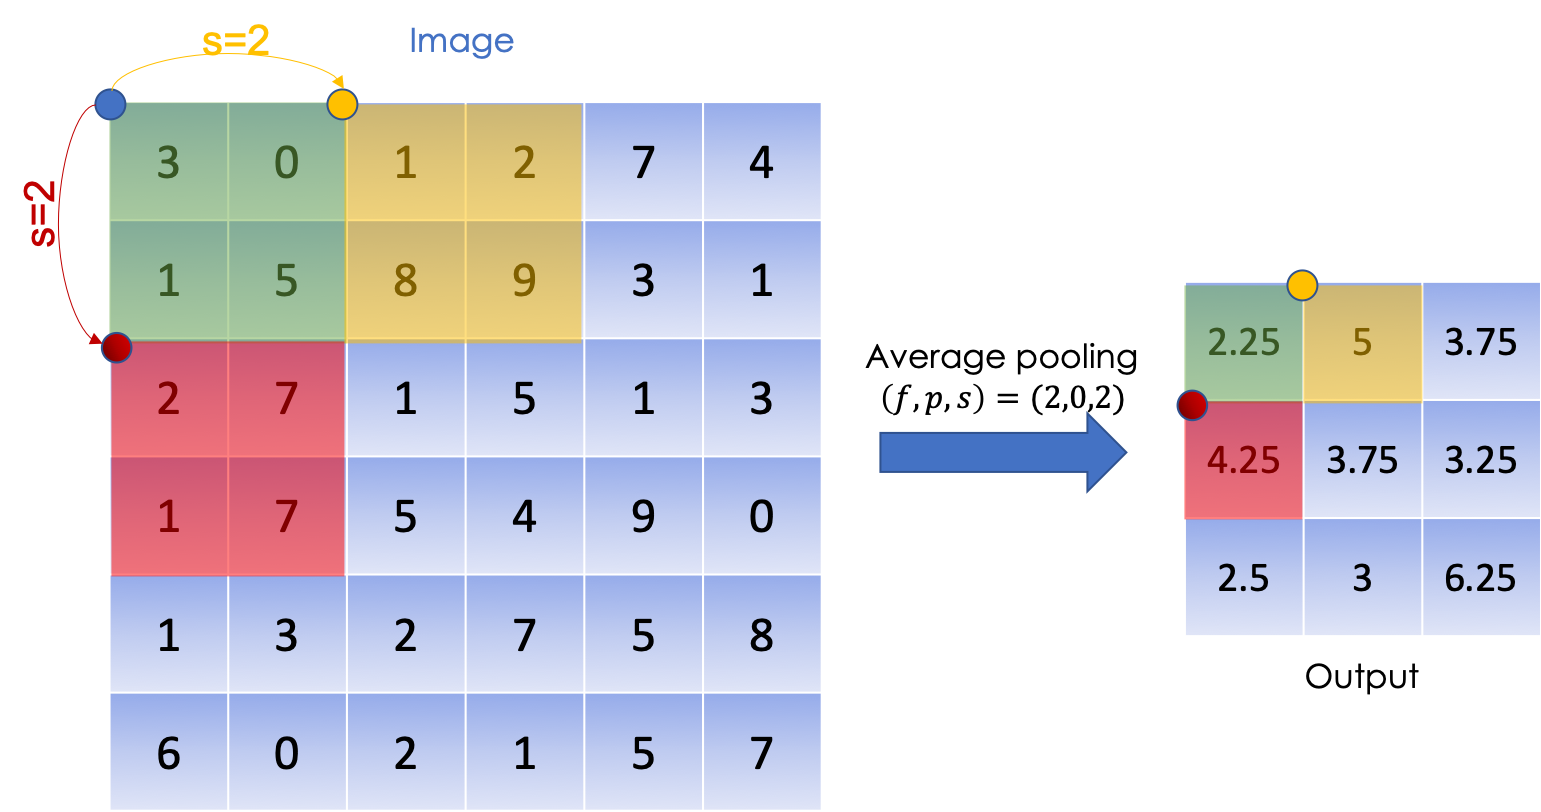 s=2
Image
s=2
3 0 1 2 7 4
1 5 8 9 3 1
2 7 1 5 1 3
1 7 5 4 9 0
1 3 2 7 5 8
6 0 2 1 5 7
Average pooling
(f,p,s) = (2,0,2)
2.25 5 3.75
4.25 3.75 3.25
2.5 3 6.25
Output